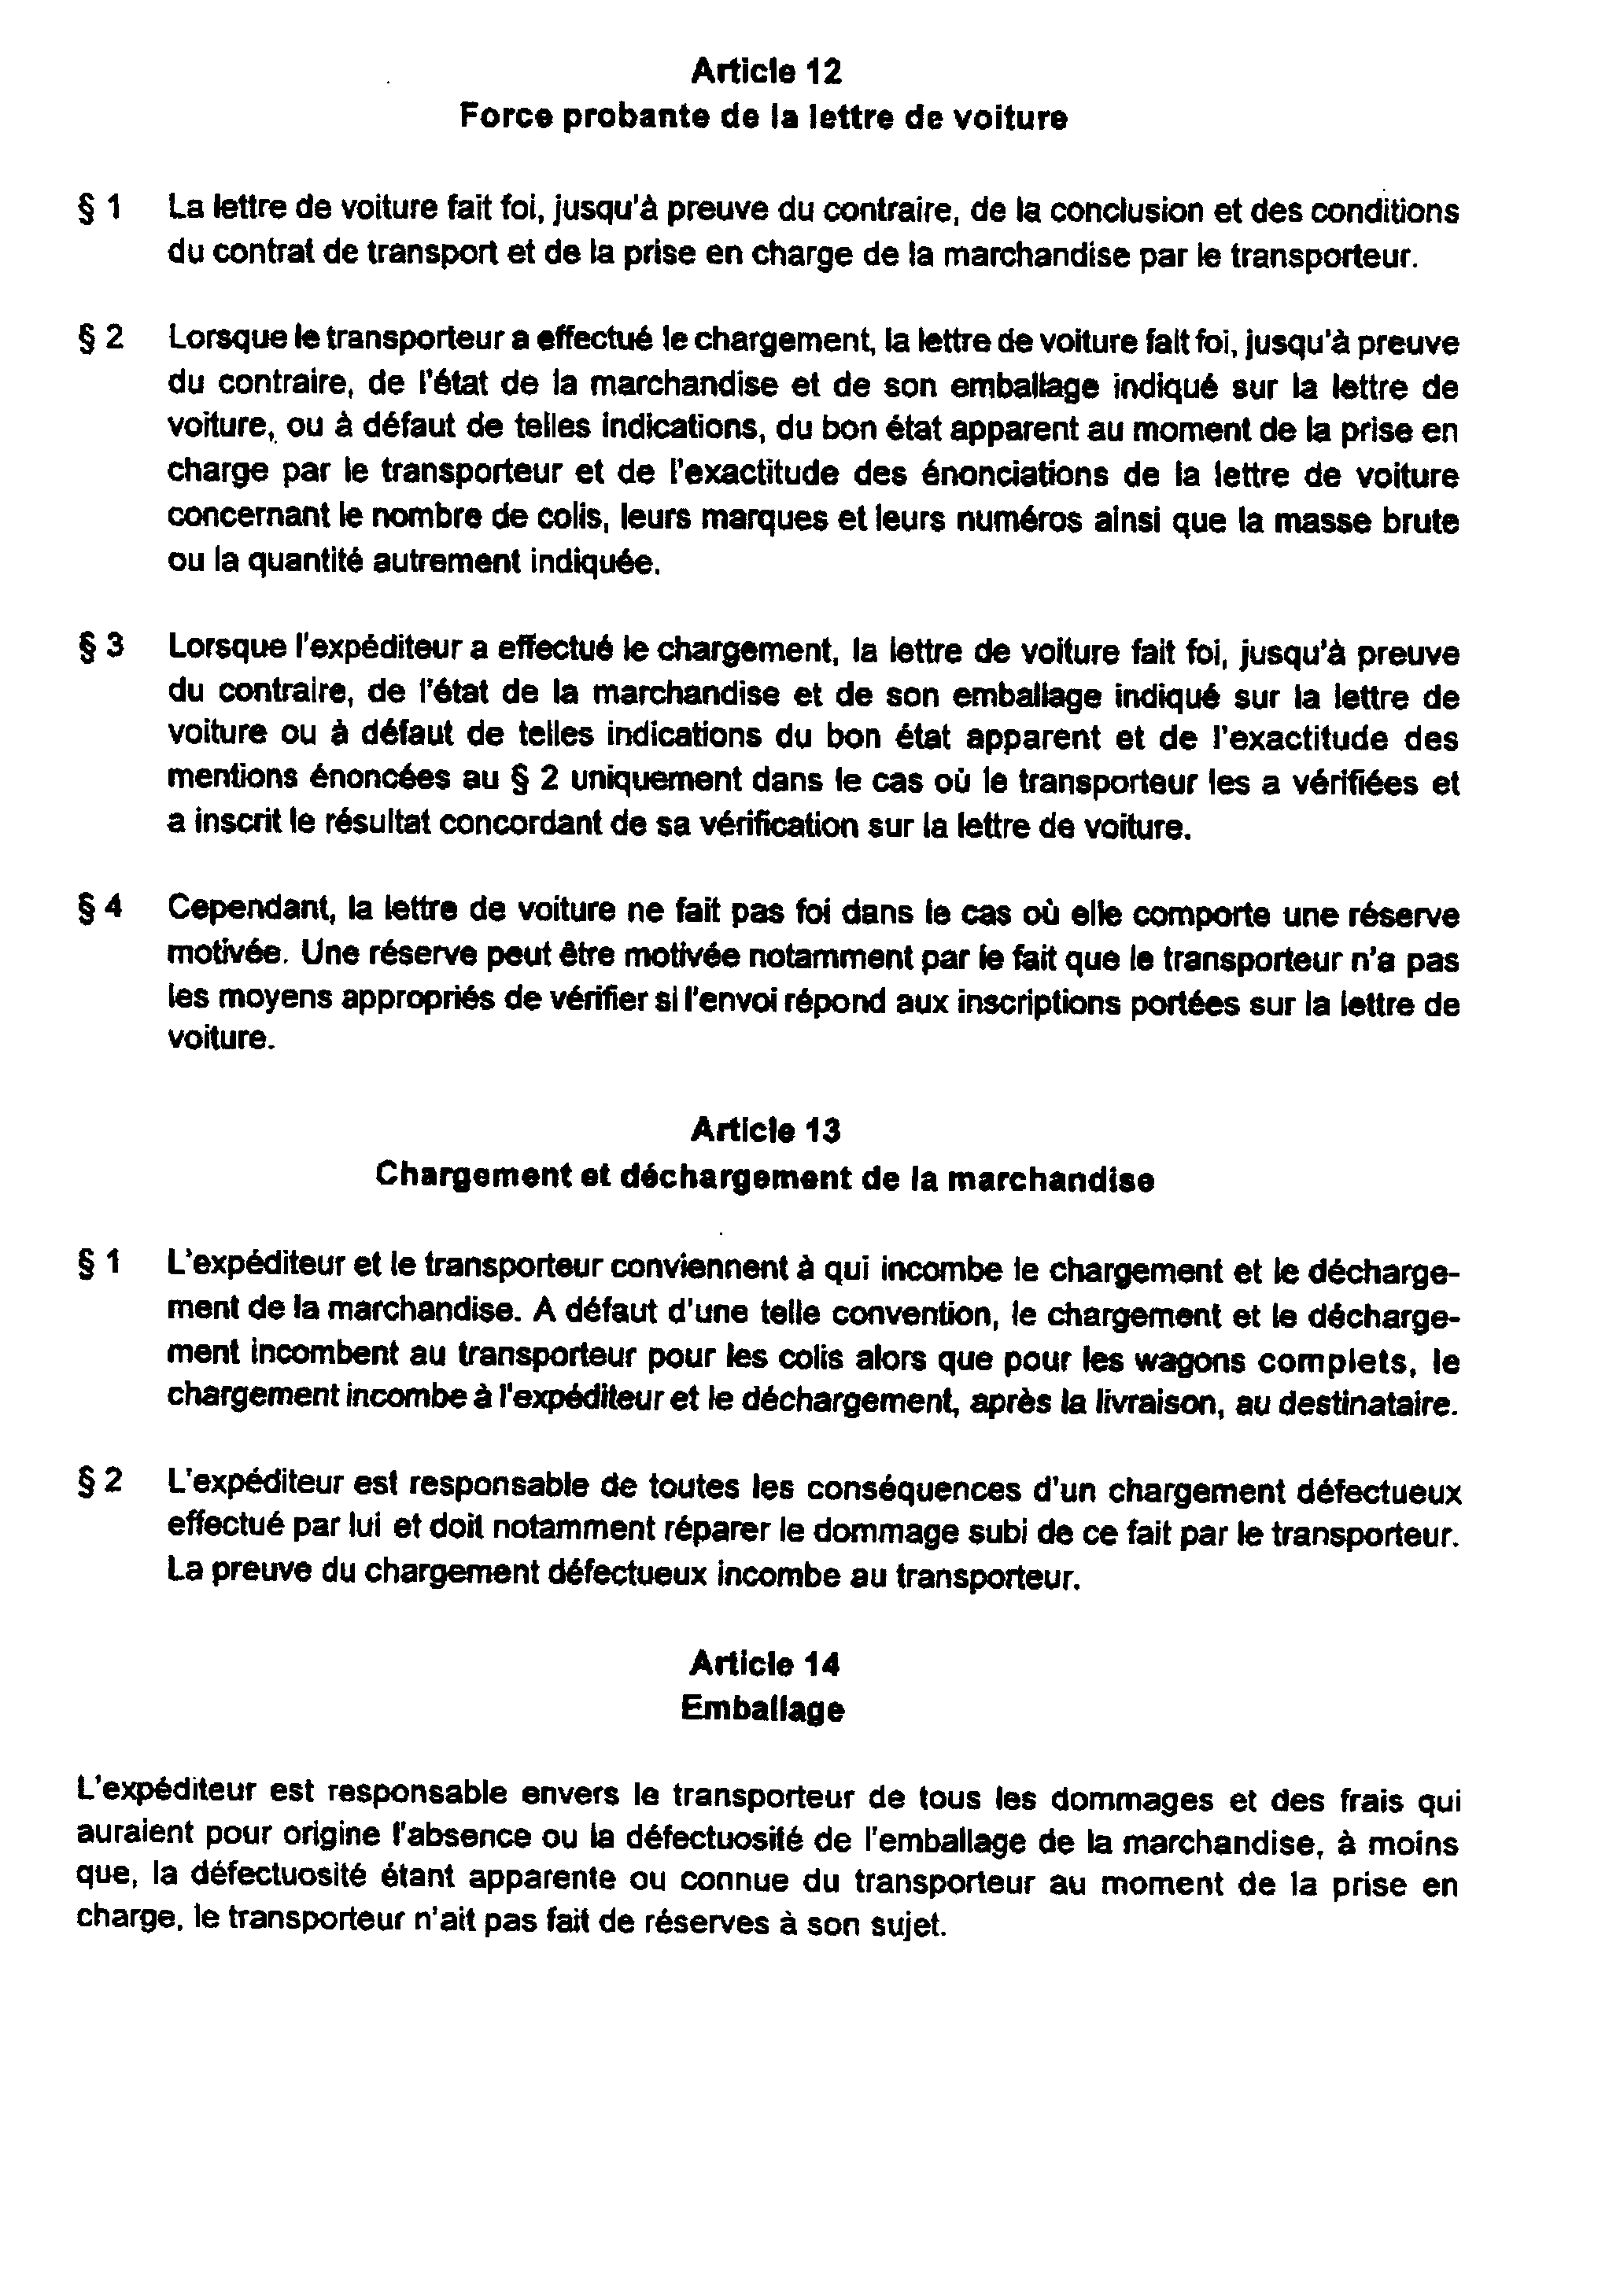 Article 12
Force probante de la lettre de voiture
§ 1 La lettre de voiture fait foi, jusqu'à preuve du contraire, de la conclusion et des conditions
du contrat de transport et de la prise en charge de la marchandise par le transporteur.
§ 2 Lorsque le transporteur a effectué le chargement, la lettre de voiture fait foi, jusqu'à preuve
du contraire, de l'état de la marchandise et de son emballage indiqué sur la lettre de
voiture, ou à défaut de telles indications, du bon état apparent au moment de la prise en
charge par le transporteur et de l'exactitude des énonciations de la lettre de voiture
concernant le nombre de colis, leurs marques et leurs numéros ainsi que la masse brute
ou la quantité autrement indiquée.
§ 3 Lorsque l'expéditeur a effectué le chargement, la lettre de voiture fait foi, jusqu'à preuve
du contraire, de l'état de la marchandise et de son emballage indiqué sur la lettre de
voiture ou à défaut de telles indications du bon état apparent et de l'exactitude des
mentions énoncées au § 2 uniquement dans le cas où le transporteur les a vérifiées et
a inscrit le résultat concordant de sa vérification sur la lettre de voiture.
§ 4 Cependant, la lettre de voiture ne fait pas foi dans le cas où elle comporte une réserve
motivée. Une réserve peut être motivée notamment par le fait que le transporteur n'a pas
les moyens appropriés de vérifier si l'envoi répond aux inscriptions portées sur la lettre de
voiture.
Article 13
Chargement et déchargement de la marchandise
§ 1 L'expéditeur et le transporteur conviennent à qui incombe le chargement et le décharge-
ment de la marchandise. A défaut d'une telle convention, le chargement et le décharge-
ment incombent au transporteur pour les colis alors que pour les wagons complets, le
chargement incombe à l'expéditeur et le déchargement, après la livraison, au destinataire.
§ 2 L'expéditeur est responsable de toutes les conséquences d'un chargement défectueux
effectué par lui et doit notamment réparer le dommage subi de ce fait par le transporteur.
La preuve du chargement défectueux incombe au transporteur.
Article 14
Emballage
L'expéditeur est responsable envers le transporteur de tous les dommages et des frais qui
auraient pour origine l'absence ou la défectuosité de l'emballage de la marchandise, à moins
que, la défectuosité étant apparente ou connue du transporteur au moment de la prise en
charge, le transporteur n'ait pas fait de réserves à son sujet.